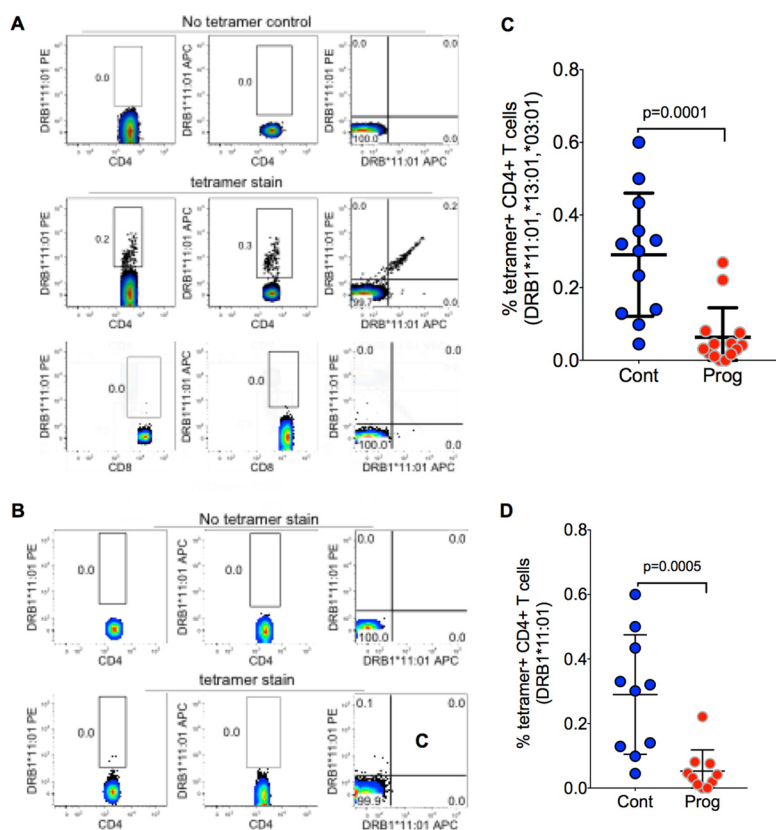 A
No tetramer control
DRB1*11:01 PE
0.0
CD4
DRB1*11:01 APC
0.0
CD4
DRB1*11:01 PE
0.0
0.0
100.0
0.0
DRB*11:01 APC
tetramer stain
DRB1*11:01 PE
0.2
CD4
DRB1*11:01 APC
0.3
CD4
DRB1*11:01 PE
0.0
0.2
99.7
0.0
DRB*11:01 APC
DRB1*11:01 PE
0.0
CD8
DRB1*11:01 APC
0.0
CD8
DRB1*11:01 PE
0.0
0.0
100.0
0.0
DRB1*11:01 APC
B
No tetramer stain
DRB1*11:01 PE
0.0
CD4
DRB1*11:01 APC
0.0
CD4
DRB1*11:01 PE
0.0
0.0
100.0
0.0
DRB1*11:01 APC
tetramer stain
DRB1*11:01 PE
0.0
CD4
DRB1*11:01 APC
0.0
CD4
DRB1*11:01 PE
0.1
0.0
C
99.9
0.0
DRB1*11:01 APC
C
% tetramer+ CD4+ T cells
(DRB1*11:01,*13:01,*03:01)
0.8
0.6
0.4
0.2
0.0
p=0.0001
Cont
Prog
D
% tetramer+ CD4+ T cells
(DRB1*11:01)
0.8
0.6
0.4
0.2
0.0
p=0.0005
Cont
Prog